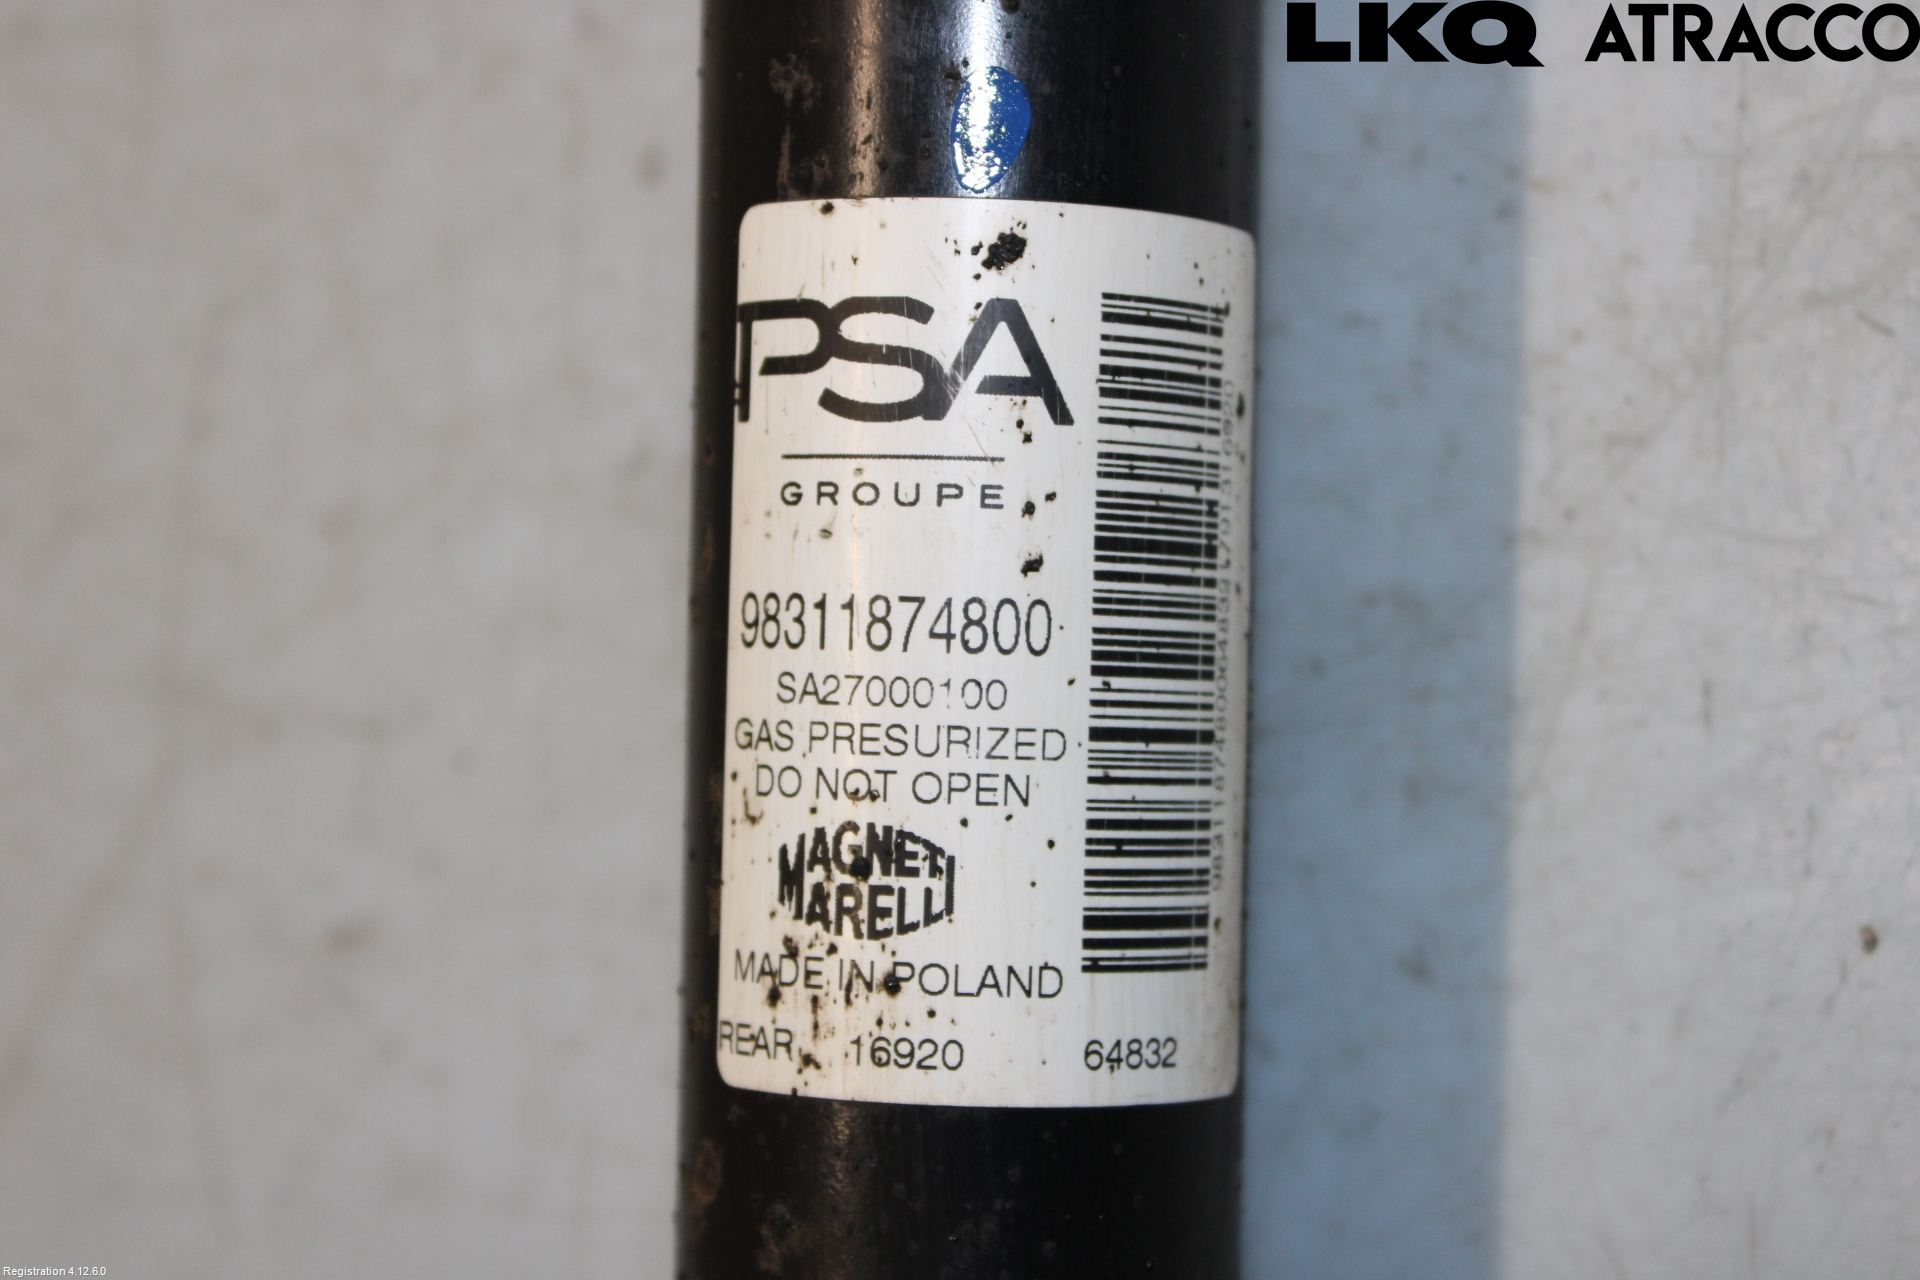 LKQ ATRACCO
PSA
GROUPE
98311874800
SA27000100
GAS PRESURIZED
DO NOT OPEN
MAGNETI
MARELLI
MADE IN POLAND
REAR 16920 64832
Registration 4.12.6.0